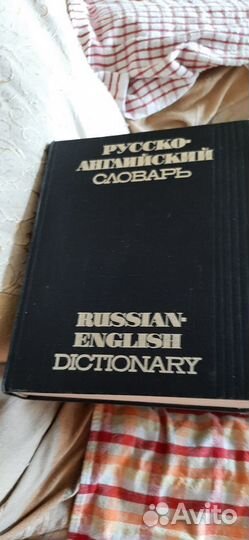 РУССКО-
АНГЛИЙСКИЙ
СЛОВАРЬ
RUSSIAN-
ENGLISH
DICTIONARY
Avito